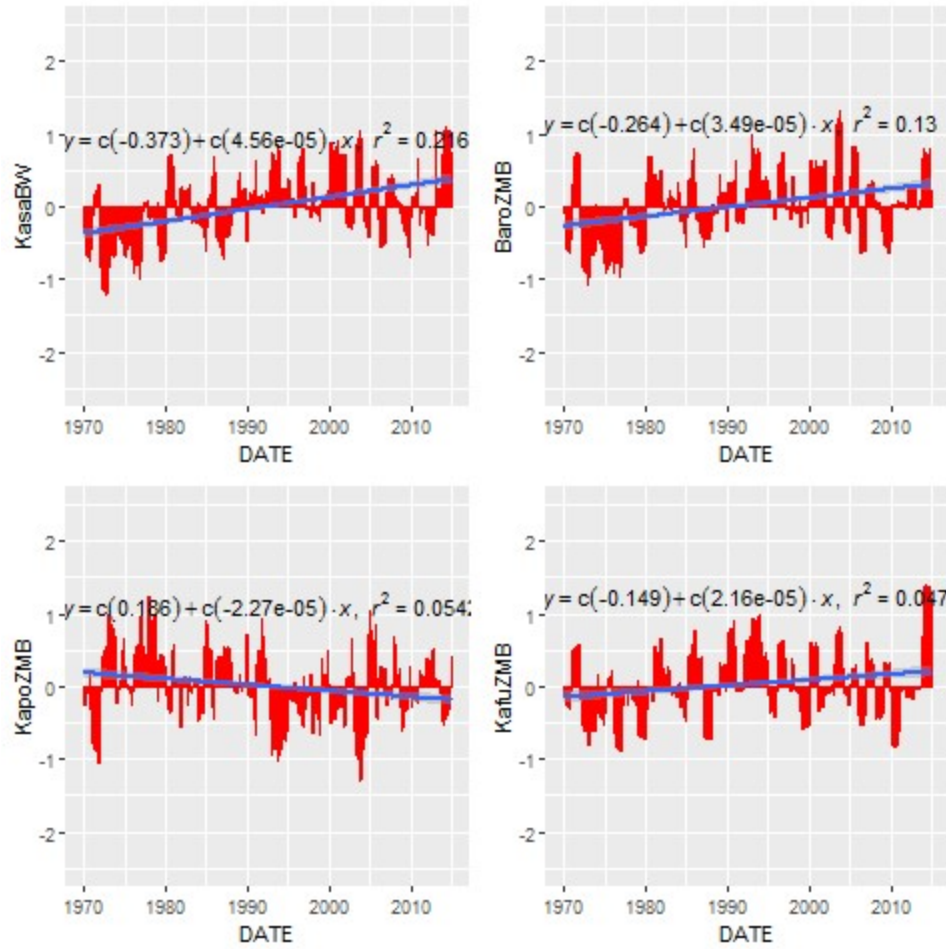 y = c(-0.373)+c(4.56e-05)·x, r² = 0.216
KasaBW
2
1
0
-1
-2
1970 1980 1990 2000 2010
DATE
y = c(-0.264)+c(3.49e-05)·x, r² = 0.13
BaroZMB
2
1
0
-1
-2
1970 1980 1990 2000 2010
DATE
y = c(0.186)+c(-2.27e-05)·x, r² = 0.0542
KapoZMB
2
1
0
-1
-2
1970 1980 1990 2000 2010
DATE
y = c(-0.149)+c(2.16e-05)·x, r² = 0.047
KafuZMB
2
1
0
-1
-2
1970 1980 1990 2000 2010
DATE